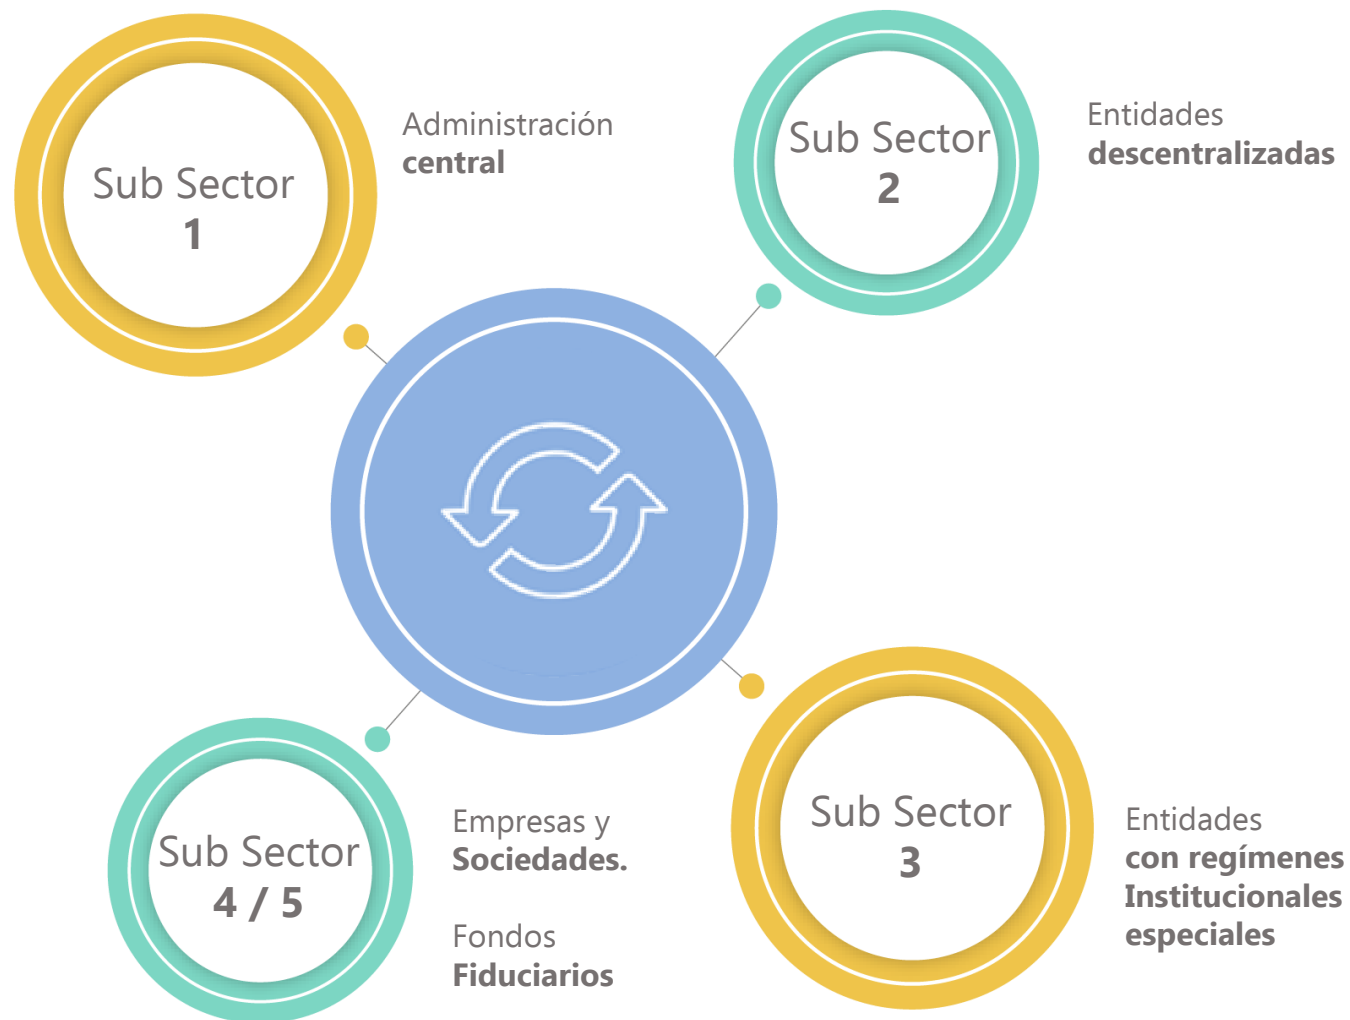 Sub Sector
1
Administración
central
Sub Sector
2
Entidades
descentralizadas
Sub Sector
4 / 5
Empresas y
Sociedades.
Fondos
Fiduciarios
Sub Sector
3
Entidades
con regímenes
Institucionales
especiales